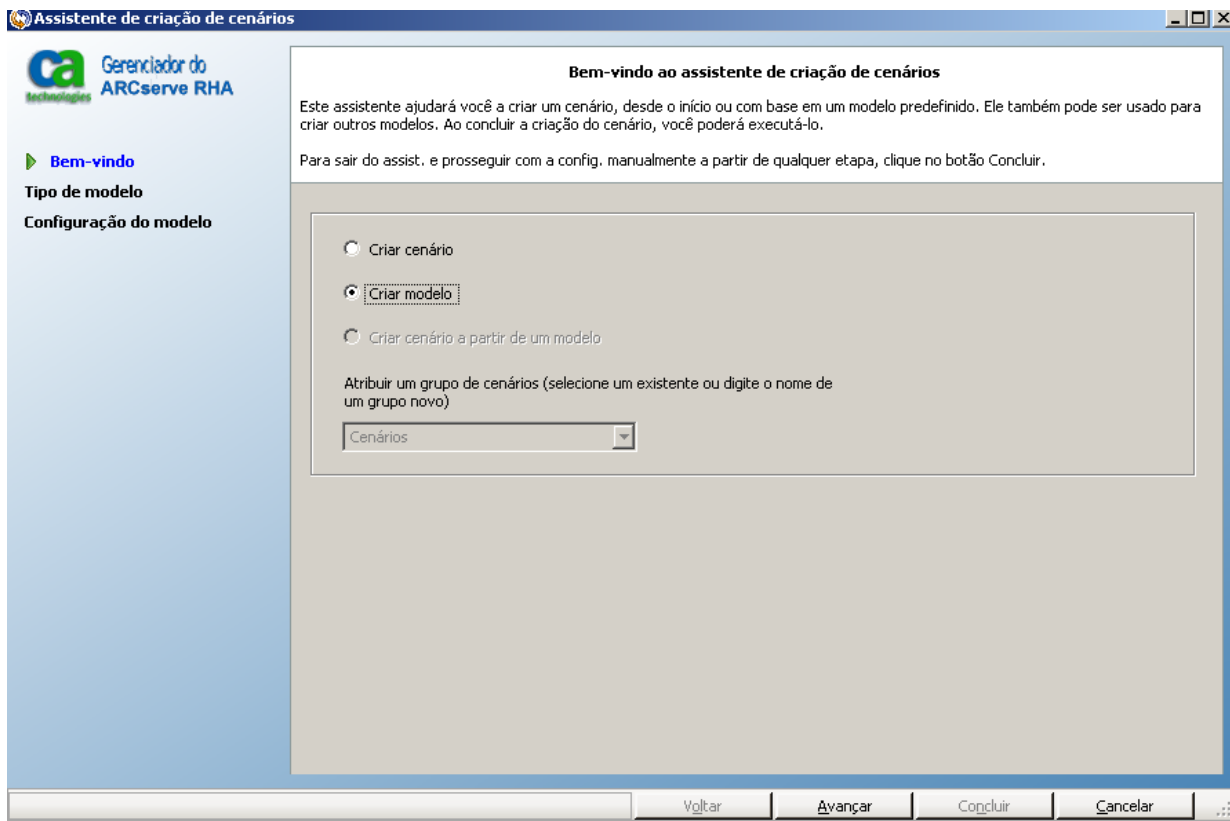 Assistente de criação de cenários
ca
technologies
Gerenciador do
ARCserve RHA
Bem-vindo
Tipo de modelo
Configuração do modelo
Bem-vindo ao assistente de criação de cenários
Este assistente ajudará você a criar um cenário, desde o início ou com base em um modelo predefinido. Ele também pode ser usado para
criar outros modelos. Ao concluir a criação do cenário, você poderá executá-lo.
Para sair do assist. e prosseguir com a config. manualmente a partir de qualquer etapa, clique no botão Concluir.
Criar cenário
Criar modelo
Criar cenário a partir de um modelo
Atribuir um grupo de cenários (selecione um existente ou digite o nome de
um grupo novo)
Cenários
Voltar
Avançar
Concluir
Cancelar